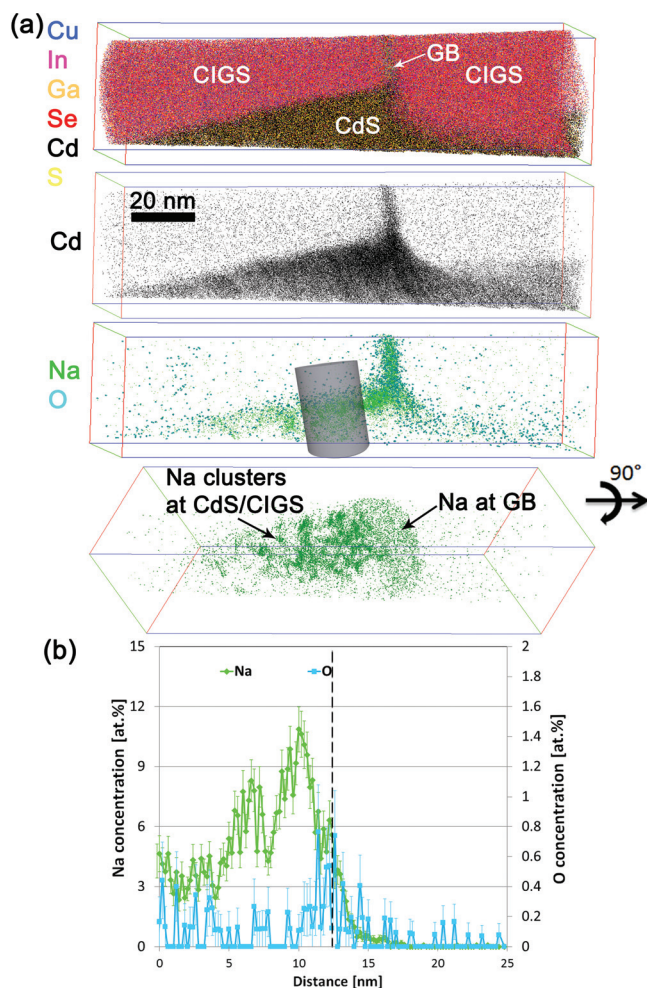 (a)
Cu
In
Ga
Se
Cd
S
CIGS
GB
CIGS
CdS
20 nm
Cd
Na
O
90°
Na clusters
at CdS/CIGS
Na at GB
(b)
Na
O
15
12
9
6
3
0
Na concentration [at.%]
2
1.8
1.6
1.4
1.2
1
0.8
0.6
0.4
0.2
0
O concentration [at.%]
0 5 10 15 20 25
Distance [nm]